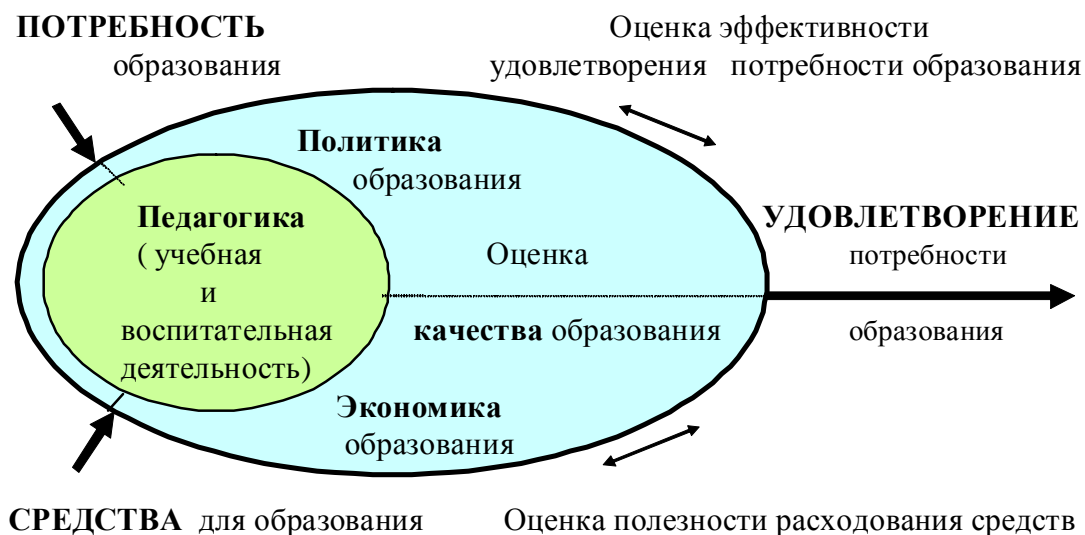 ПОТРЕБНОСТЬ
образования
Оценка эффективности
удовлетворения потребности образования
Политика
образования
Педагогика
( учебная
и
воспитательная
деятельность)
Оценка
качества образования
УДОВЛЕТВОРЕНИЕ
потребности
образования
Экономика
образования
СРЕДСТВА для образования
Оценка полезности расходования средств